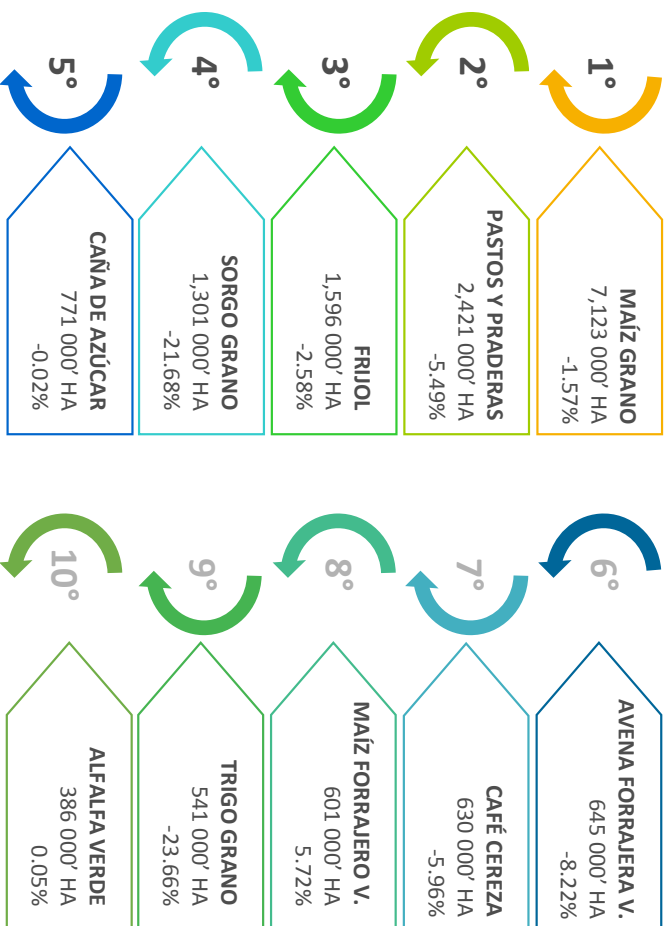 1°
MAÍZ GRANO
7,123 000’ HA
-1.57%
2°
PASTOS Y PRADERAS
2,421 000’ HA
-5.49%
3°
FRIJOL
1,596 000’ HA
-2.58%
4°
SORGO GRANO
1,301 000’ HA
-21.68%
5°
CAÑA DE AZÚCAR
771 000’ HA
-0.02%
6°
AVENA FORRAJERA V.
645 000’ HA
-8.22%
7°
CAFÉ CEREZA
630 000’ HA
-5.96%
8°
MAÍZ FORRAJERO V.
601 000’ HA
5.72%
9°
TRIGO GRANO
541 000’ HA
-23.66%
10°
ALFALFA VERDE
386 000’ HA
0.05%